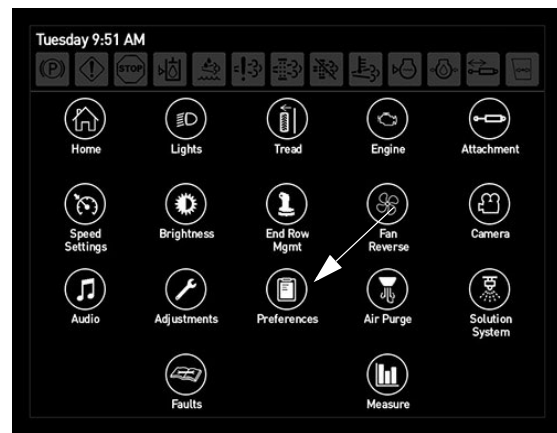 Tuesday 9:51 AM
(P)
STOP
Home Lights Tread Engine Attachment
Speed Brightness End Row Fan Camera
Settings Mgmt Reverse
Audio Adjustments Preferences Air Purge Solution
System
Faults Measure